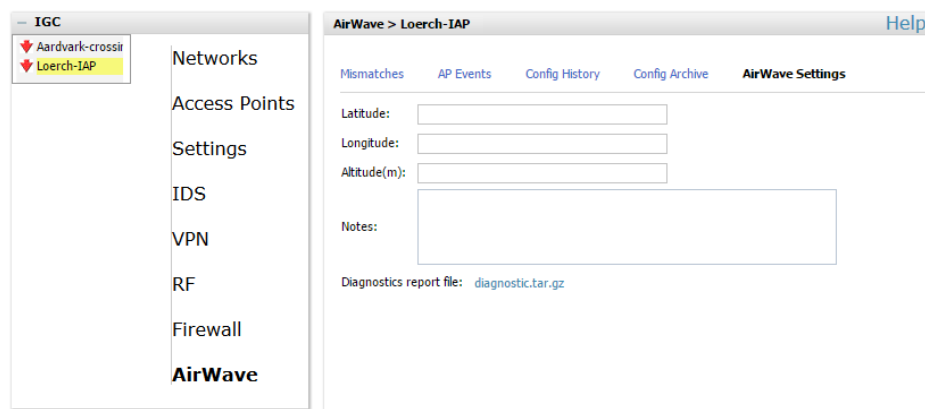 IGC
Aardvark-crossin
Loerch-IAP
Networks
Access Points
Settings
IDS
VPN
RF
Firewall
AirWave
AirWave > Loerch-IAP
Help
Mismatches AP Events Config History Config Archive AirWave Settings
Latitude:
Longitude:
Altitude(m):
Notes:
Diagnostics report file: diagnostic.tar.gz